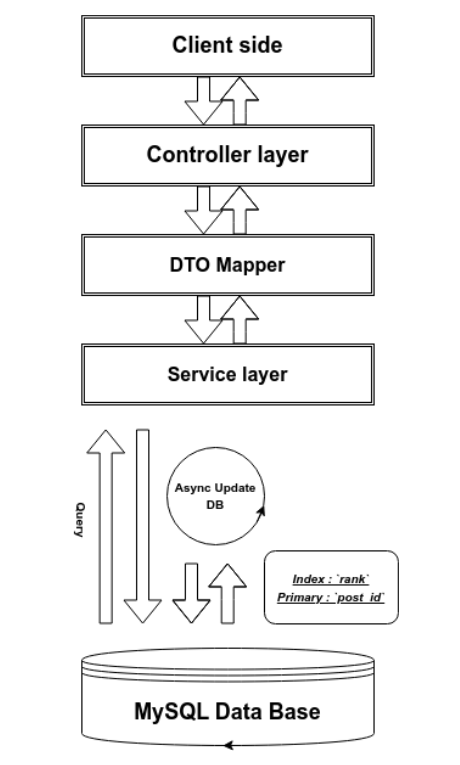 Client side
Controller layer
DTO Mapper
Service layer
Query
Async Update
DB
Index : `rank`
Primary : `post_id`
MySQL Data Base